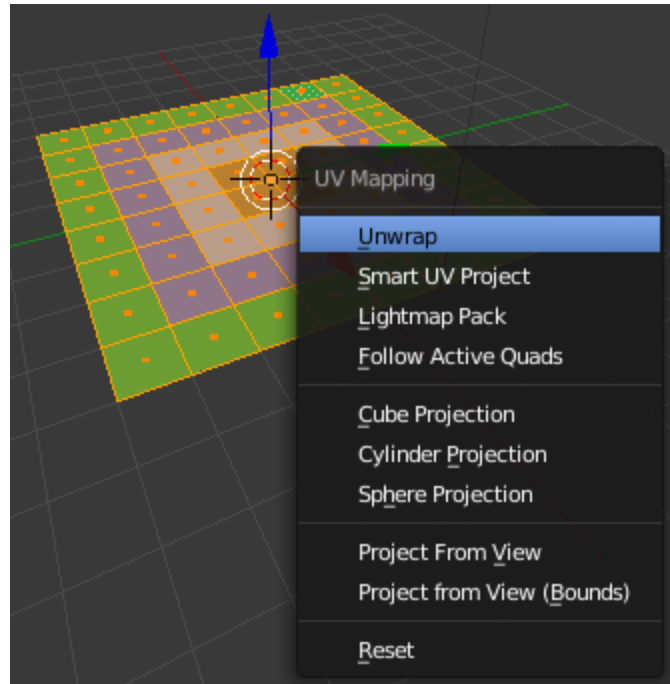 UV Mapping
Unwrap
Smart UV Project
Lightmap Pack
Follow Active Quads
Cube Projection
Cylinder Projection
Sphere Projection
Project From View
Project from View (Bounds)
Reset